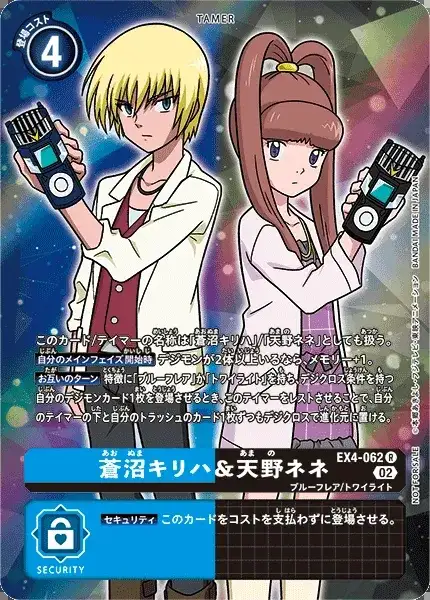 TAMER
登場コスト
4
このカード/テイマーの名称は「蒼沼キリハ」/「天野ネネ」としても扱う。
自分のメインフェイズ開始時 デジモンが2体以上いるなら、メモリー+1。
お互いのターン 特徴に「ブルーフレア」か「トワイライト」を持ち、デジクロス条件を持つ
自分のデジモンカード1枚を登場させるとき、このテイマーをレストさせることで、自分
のテイマーの下と自分のトラッシュのカード1枚ずつもデジクロスで進化元に置ける。
あおぬま
あまの
蒼沼キリハ&天野ネネ
EX4-062 R
02
ブルーフレア/トワイライト
セキュリティ このカードをコストを支払わずに登場させる。
SECURITY
BANDAI MADE IN JAPAN
NOT FOR SALE